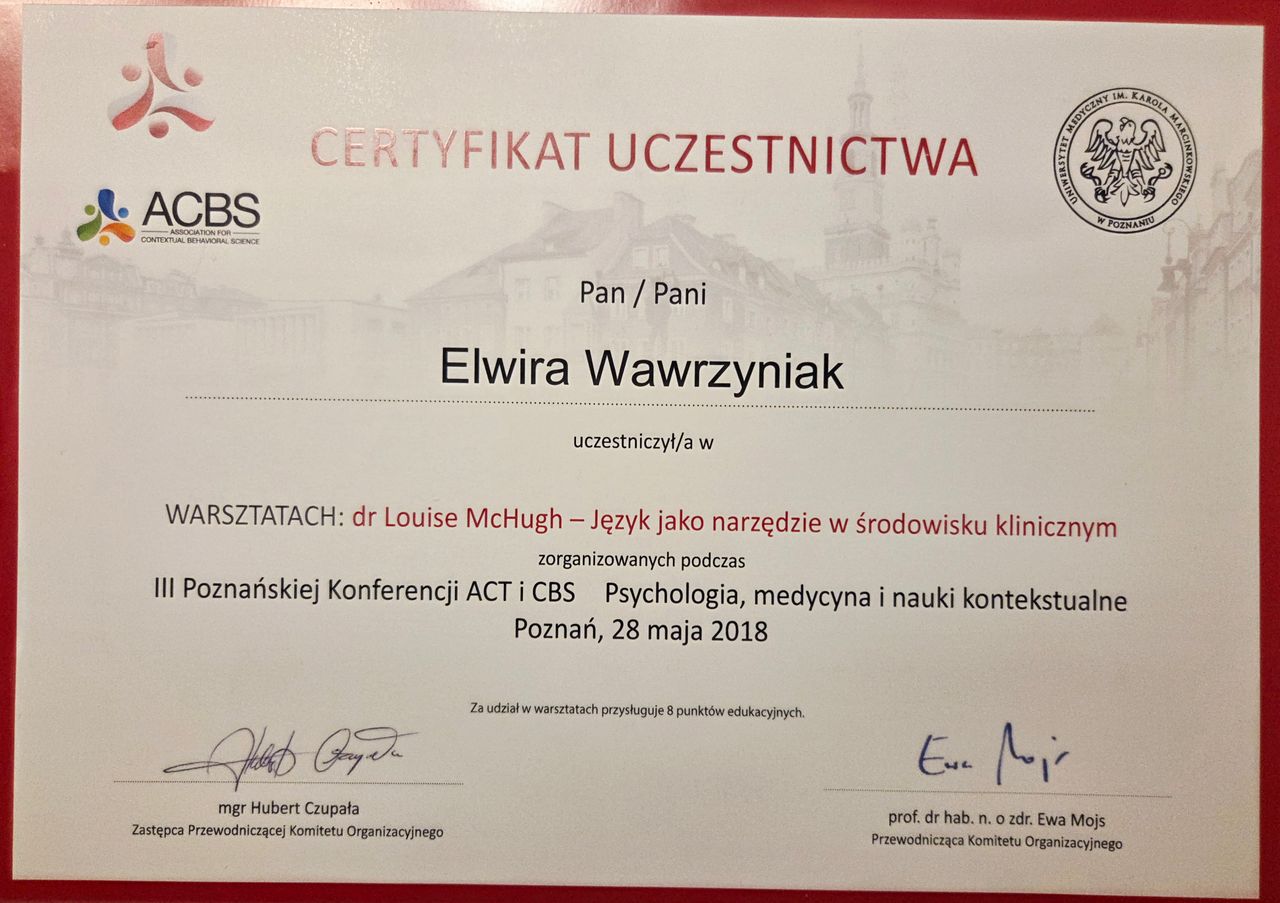 CERTYFIKAT UCZESTNICTWA
UNIWERSYTET MEDYCZNY IM. KAROLA MARCINKOWSKIEGO
W POZNANIU
ACBS
ASSOCIATION FOR
CONTEXTUAL BEHAVIORAL SCIENCE
Pan / Pani
Elwira Wawrzyniak
uczestniczył/a w
WARSZTATACH: dr Louise McHugh – Język jako narzędzie w środowisku klinicznym
zorganizowanych podczas
III Poznańskiej Konferencji ACT i CBS Psychologia, medycyna i nauki kontekstualne
Poznań, 28 maja 2018
Za udział w warsztatach przysługuje 8 punktów edukacyjnych.
Hubert Czupała
mgr Hubert Czupała
Zastępca Przewodniczącej Komitetu Organizacyjnego
Ewa Mojs
prof. dr hab. n. o zdr. Ewa Mojs
Przewodnicząca Komitetu Organizacyjnego